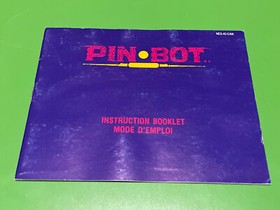 NES-IO-CAN
PIN·BOT
INSTRUCTION BOOKLET
MODE D'EMPLOI